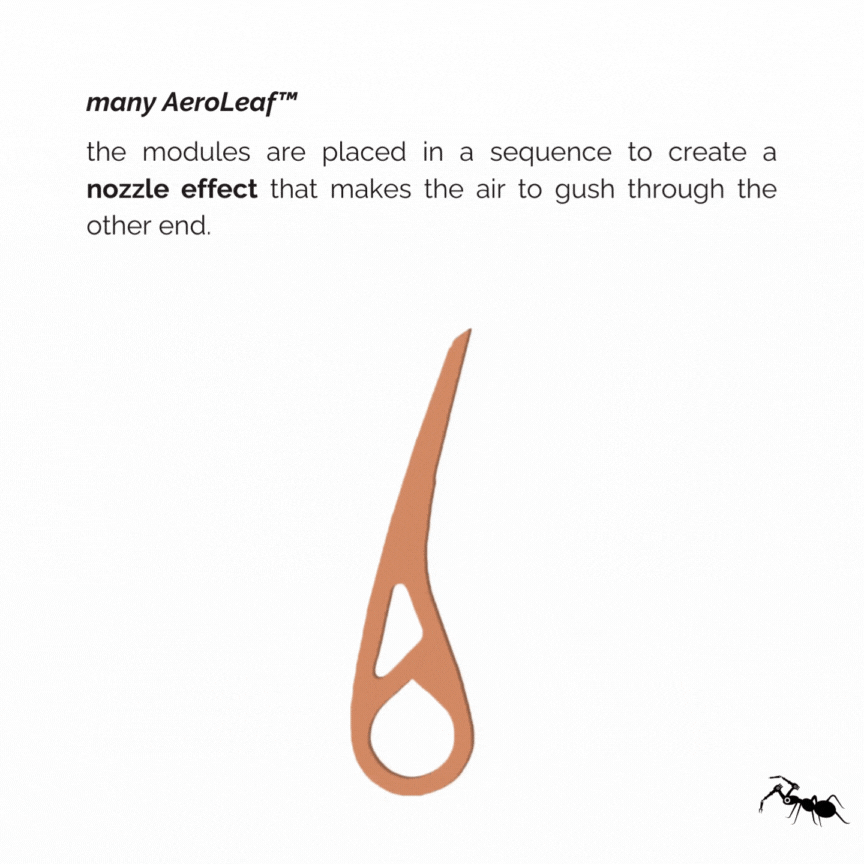 many AeroLeaf™
the modules are placed in a sequence to create a
nozzle effect that makes the air to gush through the
other end.